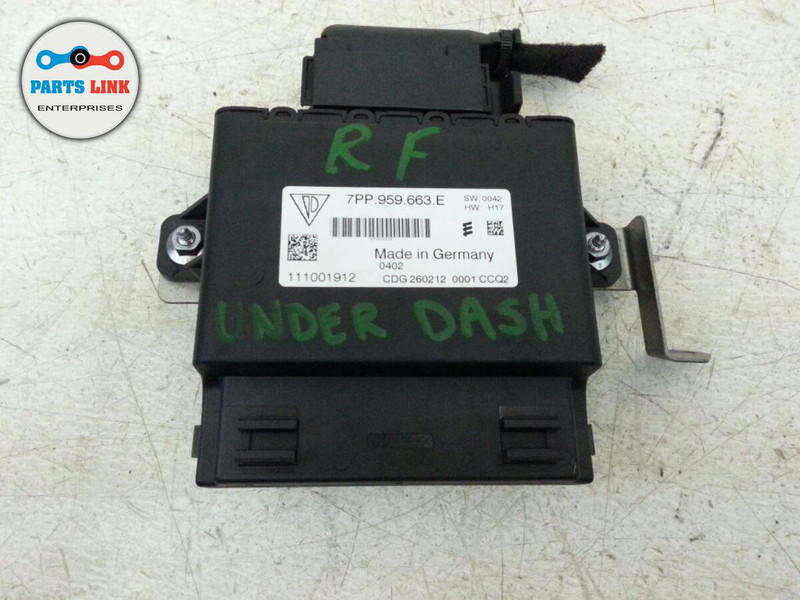 PARTS LINK
ENTERPRISES
RF
7PP.959.663.E
SW: 0042
HW: H17
Made in Germany
0402
111001912
CDG 260212 0001 CCQ2
UNDER DASH